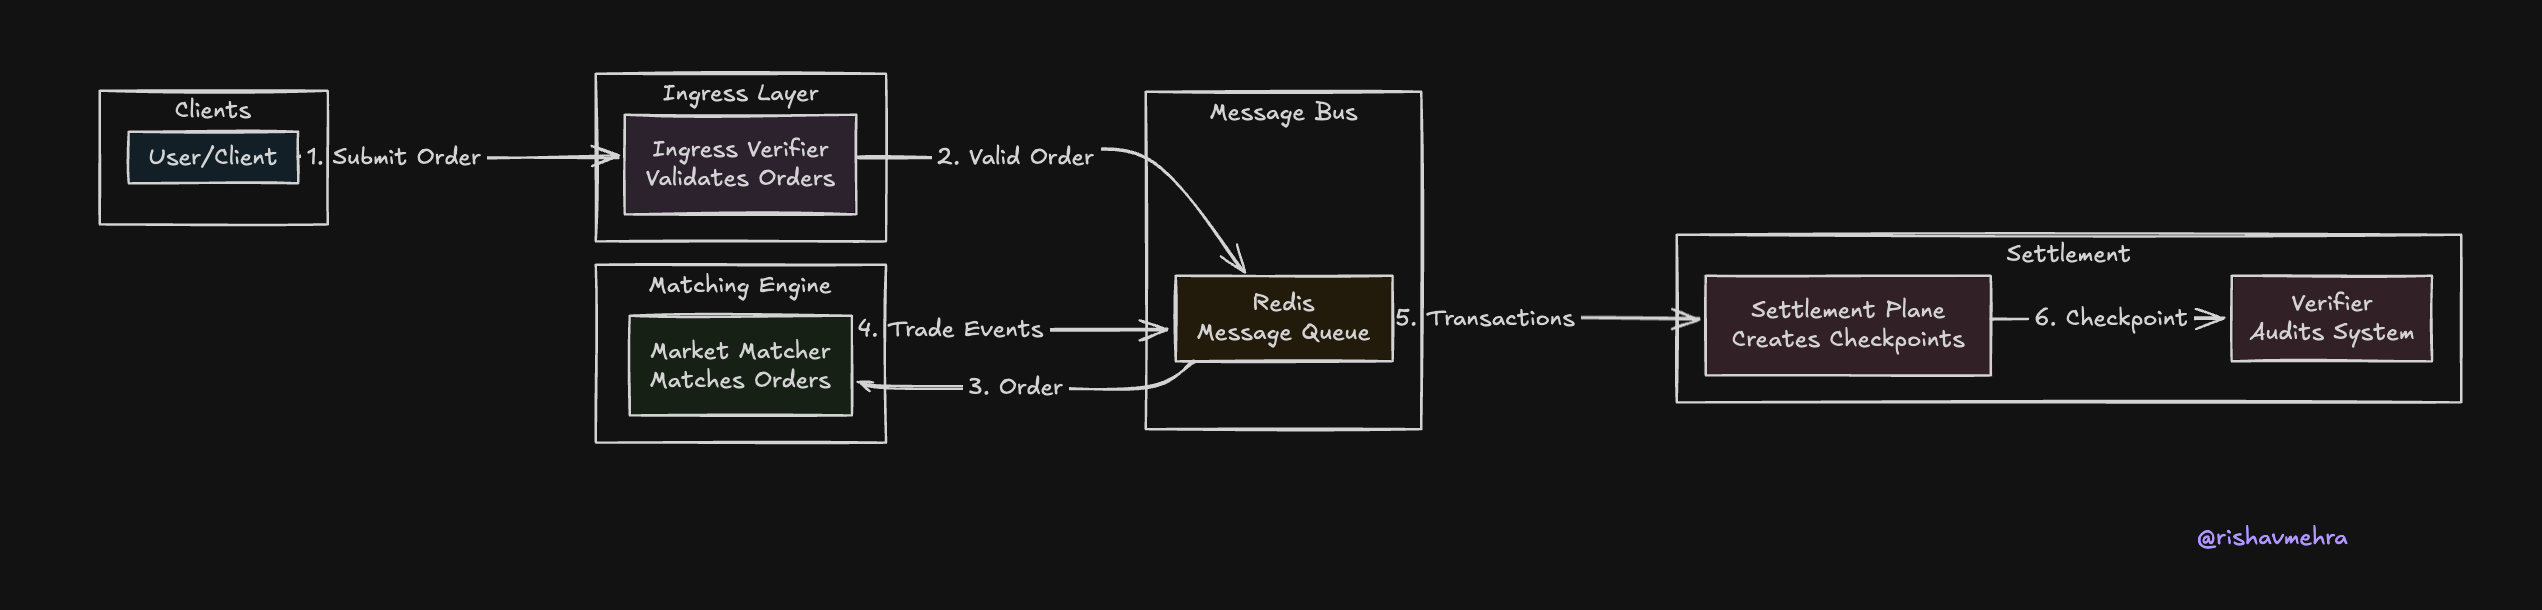 Clients
User/Client
1. Submit Order
Ingress Layer
Ingress Verifier
Validates Orders
2. Valid Order
Message Bus
Redis
Message Queue
Matching Engine
Market Matcher
Matches Orders
4. Trade Events
3. Order
5. Transactions
Settlement
Settlement Plane
Creates Checkpoints
6. Checkpoint
Verifier
Audits System
@rishavmehra